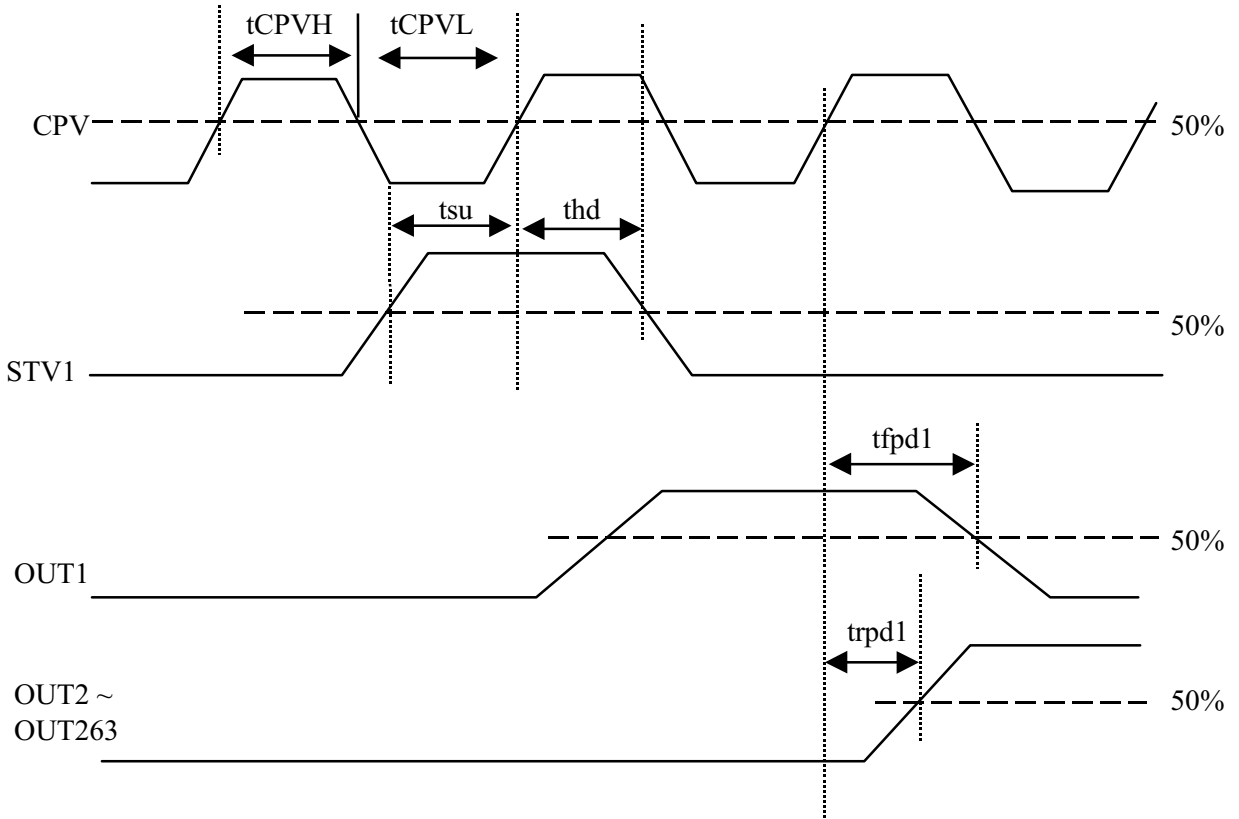 tCPVH
tCPVL
CPV
50%
tsu
thd
50%
STV1
tfpd1
50%
OUT1
trpd1
OUT2 ~
OUT263
50%